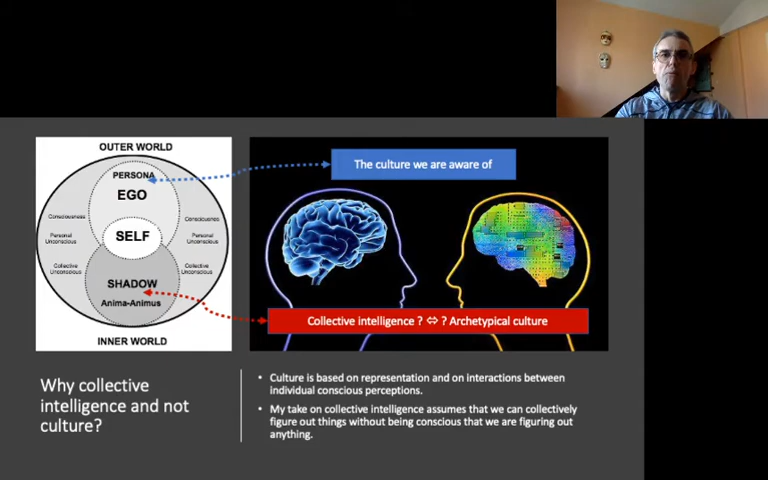 OUTER WORLD
PERSONA
EGO
Consciousness
Consciousness
Personal
Unconscious
Personal
Unconscious
SELF
Collective
Unconscious
Collective
Unconscious
SHADOW
Anima-Animus
INNER WORLD
The culture we are aware of
Collective intelligence ? ⇔ ? Archetypical culture
Why collective
intelligence and not
culture?
• Culture is based on representation and on interactions between
individual conscious perceptions.
• My take on collective intelligence assumes that we can collectively
figure out things without being conscious that we are figuring out
anything.